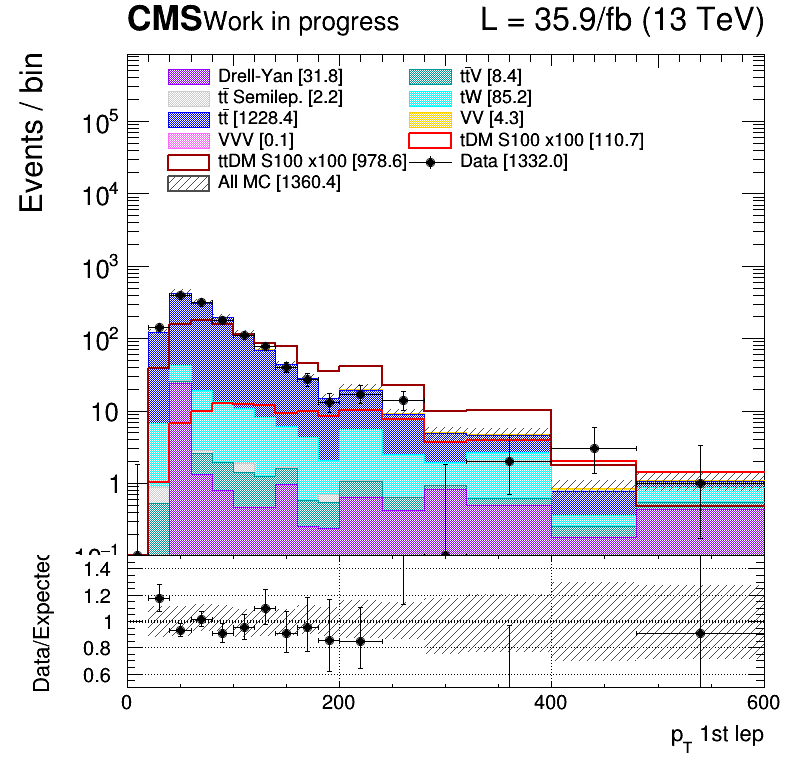 CMS Work in progress L = 35.9/fb (13 TeV)
Events / bin
Drell-Yan [31.8] tt̄V [8.4]
tt̄ Semilep. [2.2] tW [85.2]
tt̄ [1228.4] VV [4.3]
VVV [0.1] tDM S100 x100 [110.7]
ttDM S100 x100 [978.6] Data [1332.0]
All MC [1360.4]
10⁵
10⁴
10³
10²
10
1
10⁻¹
Data/Expected
1.4
1.2
1
0.8
0.6
0 200 400 600
p_T 1st lep